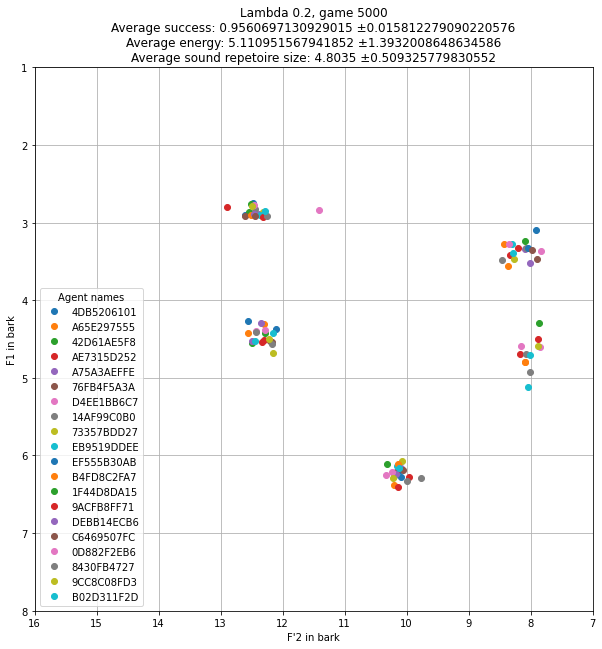 Lambda 0.2, game 5000
Average success: 0.9560697130929015 ±0.015812279090220576
Average energy: 5.110951567941852 ±1.3932008648634586
Average sound repetoire size: 4.8035 ±0.509325779830552
1
2
3
4
5
6
7
8
F1 in bark
Agent names
4DB5206101
A65E297555
42D61AE5F8
AE7315D252
A75A3AEFFE
76FB4F5A3A
D4EE1BB6C7
14AF99C0B0
73357BDD27
EB9519DDEE
EF555B30AB
B4FD8C2FA7
1F44D8DA15
9ACFB8FF71
DEBB14ECB6
C6469507FC
0D882F2EB6
8430FB4727
9CC8C08FD3
B02D311F2D
16 15 14 13 12 11 10 9 8 7
F'2 in bark